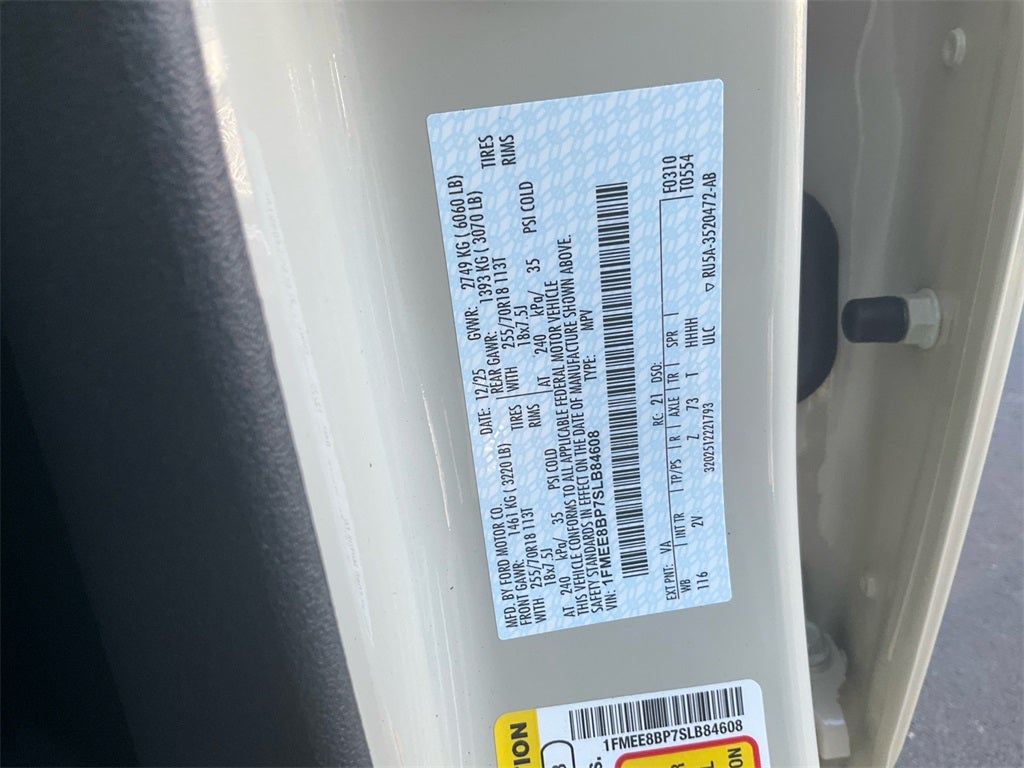 MFD. BY FORD MOTOR CO. DATE: 12/25 GVWR: 2749 KG ( 6060 LB)
FRONT GAWR: 1461 KG ( 3220 LB) REAR GAWR: 1393 KG ( 3070 LB)
WITH 255/70R18 113T TIRES WITH 255/70R18 113T TIRES
18x7.5J RIMS 18x7.5J RIMS
AT 240 kPa/ 35 PSI COLD AT 240 kPa/ 35 PSI COLD
THIS VEHICLE CONFORMS TO ALL APPLICABLE FEDERAL MOTOR VEHICLE
SAFETY STANDARDS IN EFFECT ON THE DATE OF MANUFACTURE SHOWN ABOVE.
VIN: 1FMEE8BP7SLB84608 TYPE: MPV
F0310
T0554
EXT PNT: VA RC: 21 DSO:
WB INT TR TP/PS R AXLE TR SPR
116 2V Z 73 T HHHH
ULC
3202512221793 ▽ RU5A-3520472-AB
1FMEE8BP7SLB84608